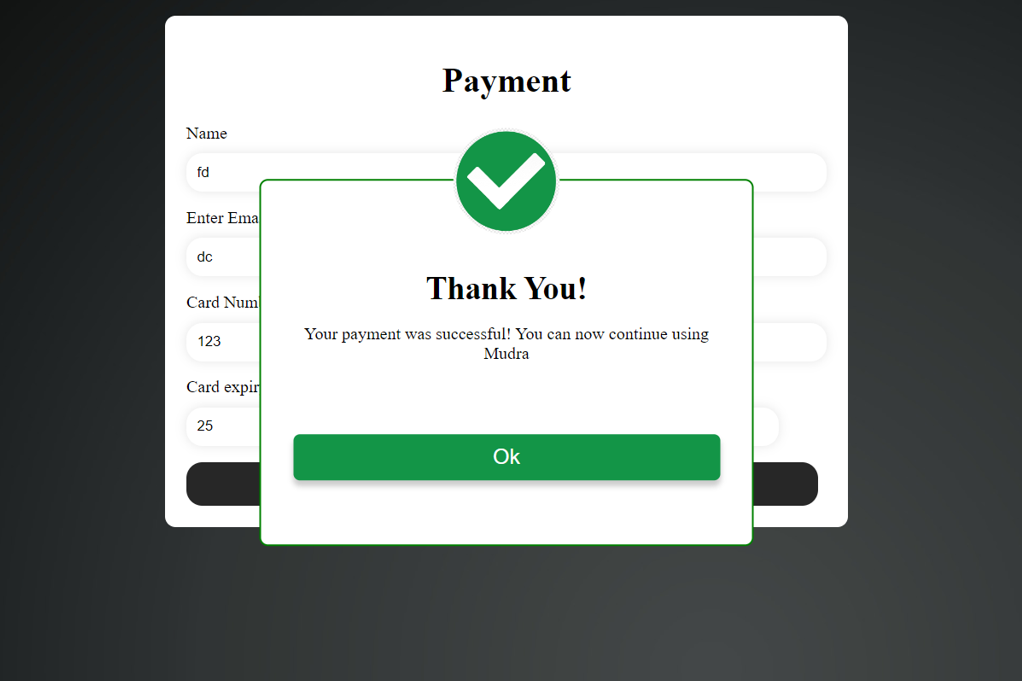 Payment
Name
fd
Enter Ema
dc
Card Num
123
Card expir
25
Thank You!
Your payment was successful! You can now continue using
Mudra
Ok